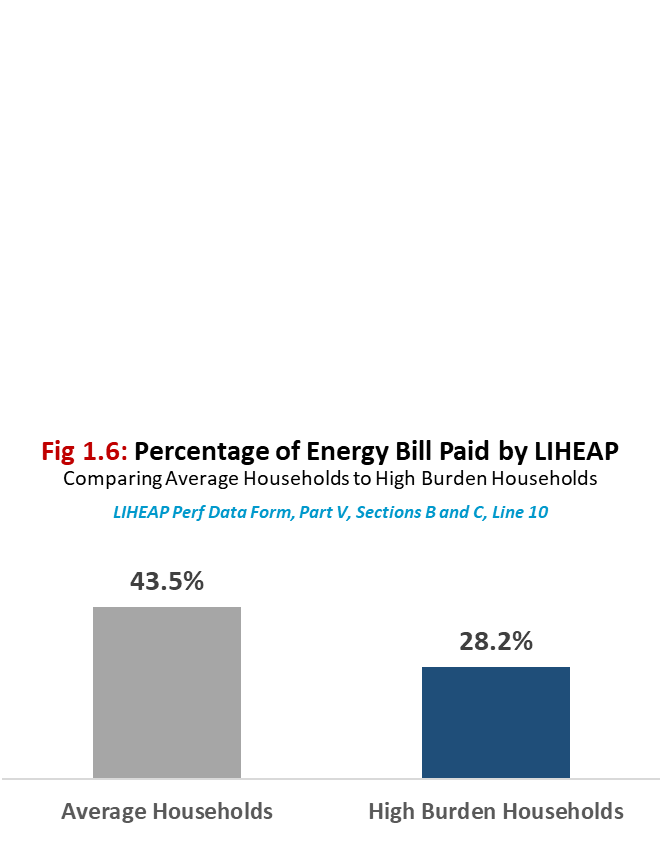 Fig 1.6: Percentage of Energy Bill Paid by LIHEAP
Comparing Average Households to High Burden Households
LIHEAP Perf Data Form, Part V, Sections B and C, Line 10
43.5%
28.2%
Average Households
High Burden Households